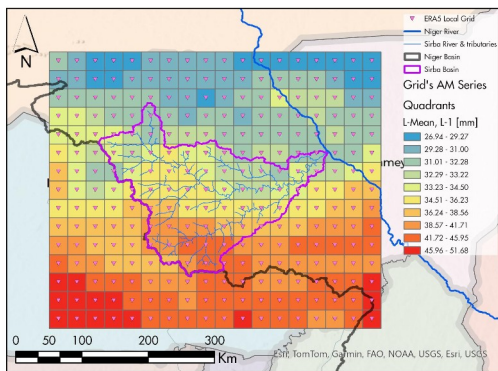 N
ERA5 Local Grid
Niger River
Sirba River & tributaries
Niger Basin
Sirba Basin
Grid's AM Series
Quadrants
L-Mean, L-1 [mm]
26.94 - 29.27
29.28 - 31.00
31.01 - 32.28
32.29 - 33.22
33.23 - 34.50
34.51 - 36.23
36.24 - 38.56
38.57 - 41.71
41.72 - 45.95
45.96 - 51.68
mey
0 50 100 200 300
Km
Esri, TomTom, Garmin, FAO, NOAA, USGS, Esri, USGS